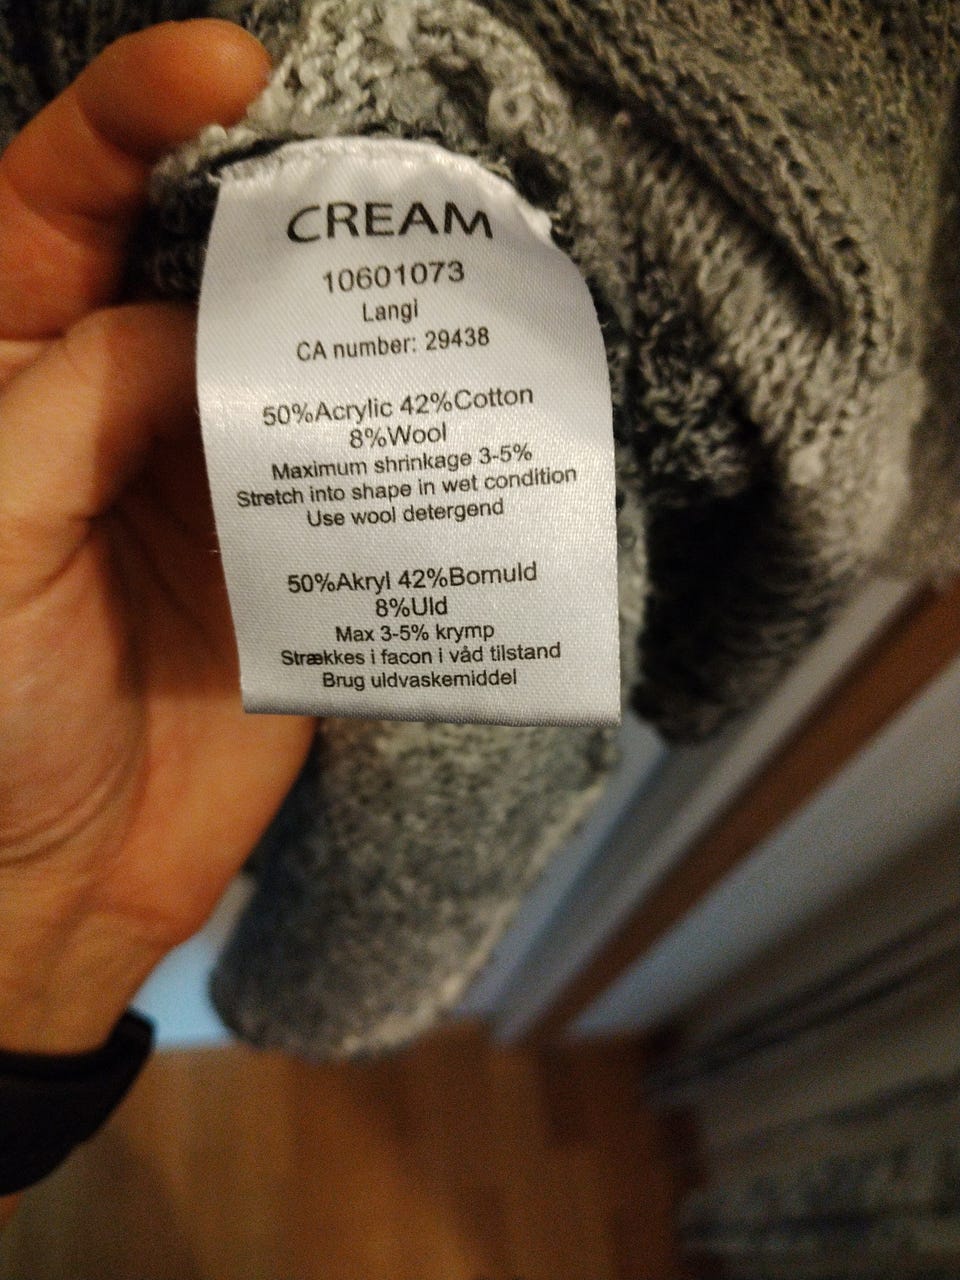 CREAM
10601073
Langi
CA number: 29438
50%Acrylic 42%Cotton
8%Wool
Maximum shrinkage 3-5%
Stretch into shape in wet condition
Use wool detergend
50%Akryl 42%Bomuld
8%Uld
Max 3-5% krymp
Strækkes i facon i våd tilstand
Brug uldvaskemiddel